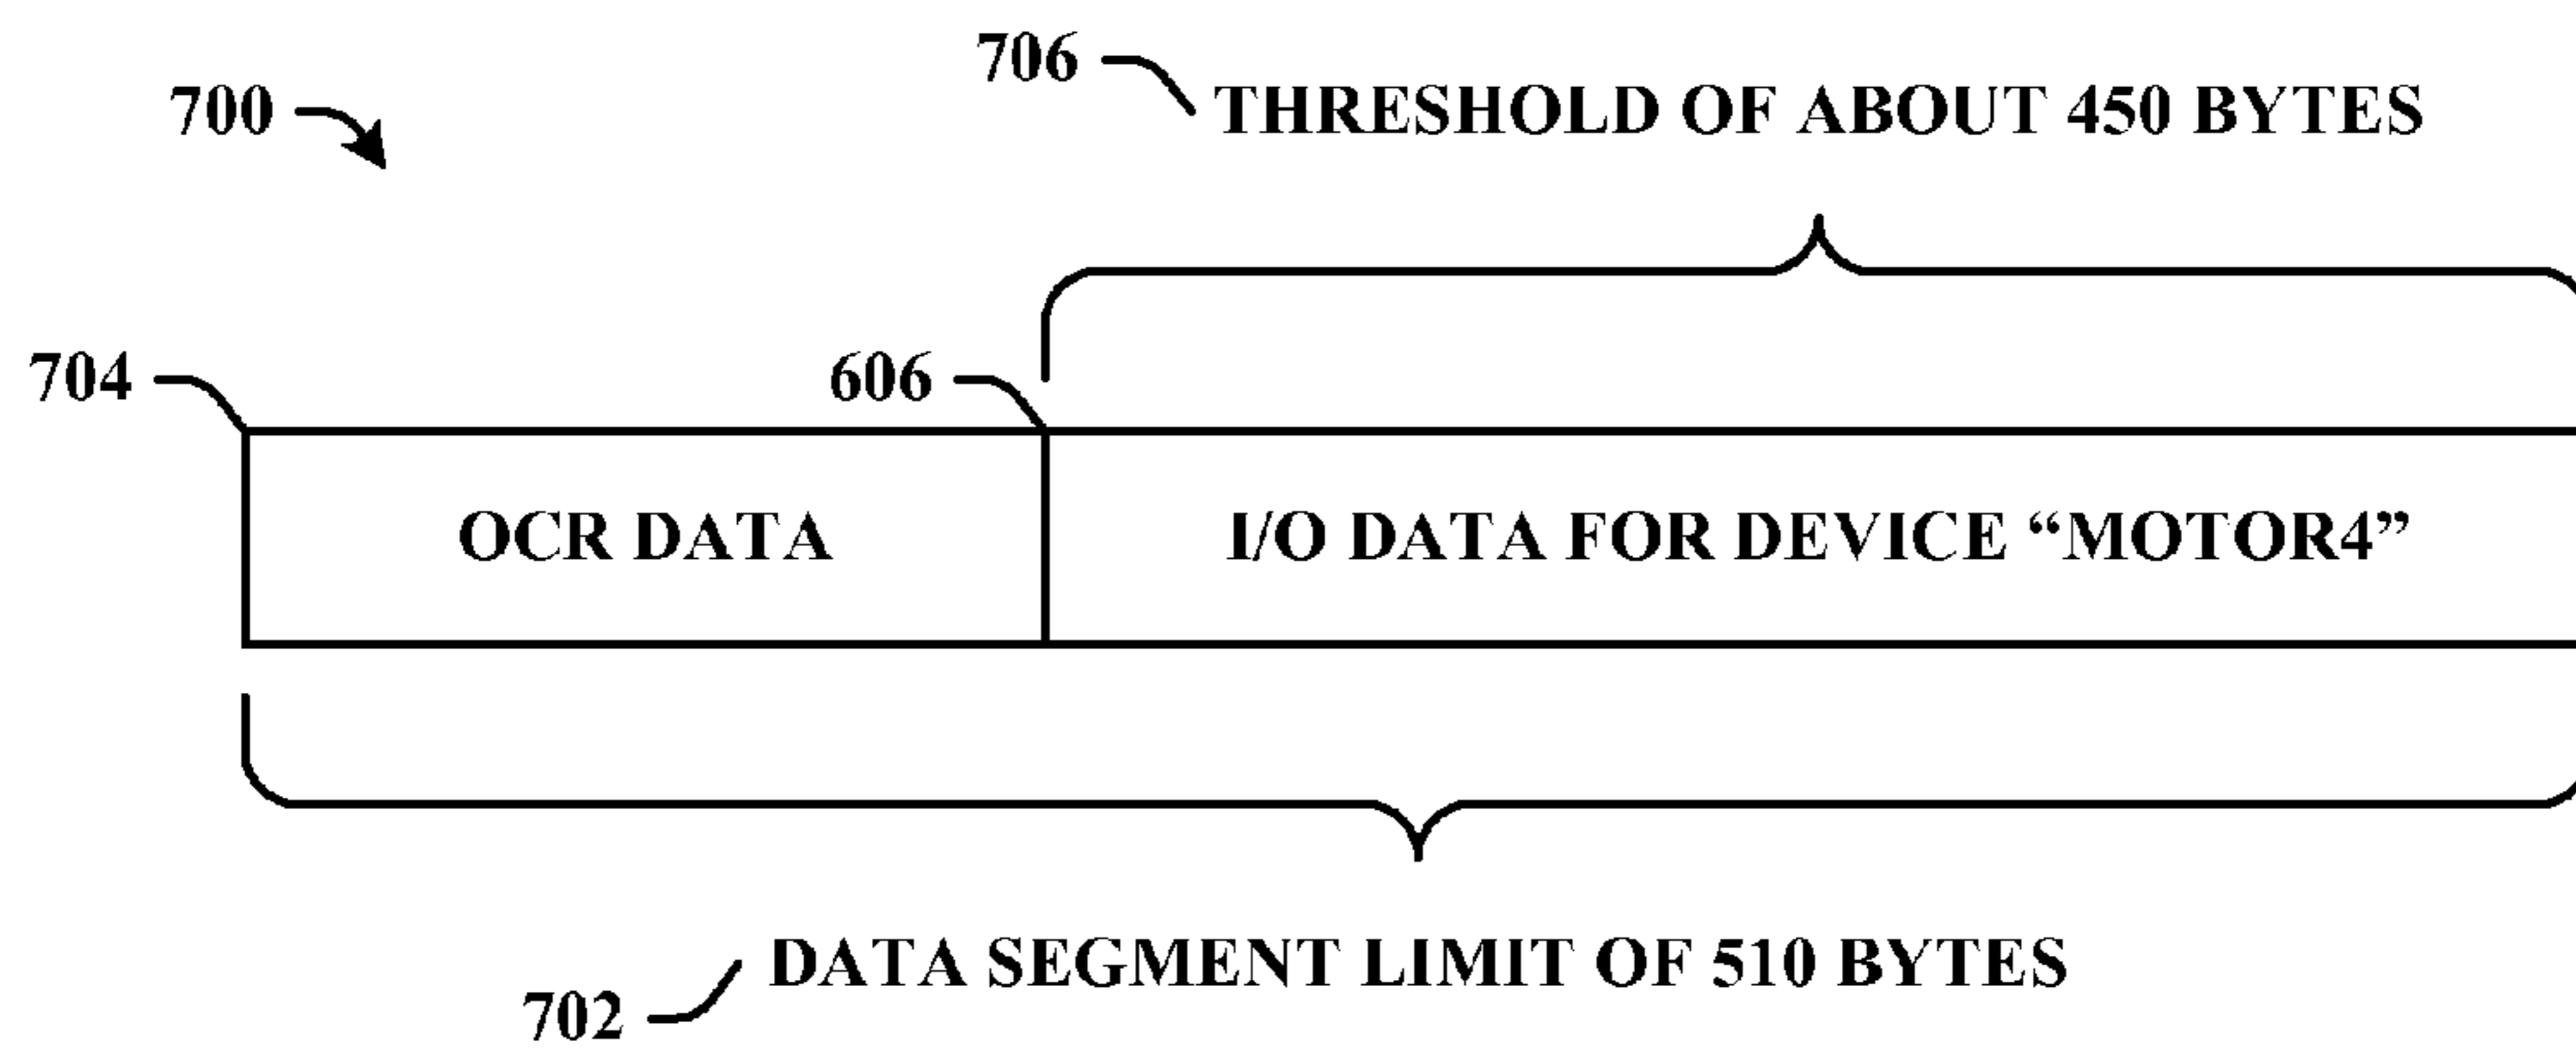 706
THRESHOLD OF ABOUT 450 BYTES
700
704
606
OCR DATA
I/O DATA FOR DEVICE “MOTOR4”
DATA SEGMENT LIMIT OF 510 BYTES
702